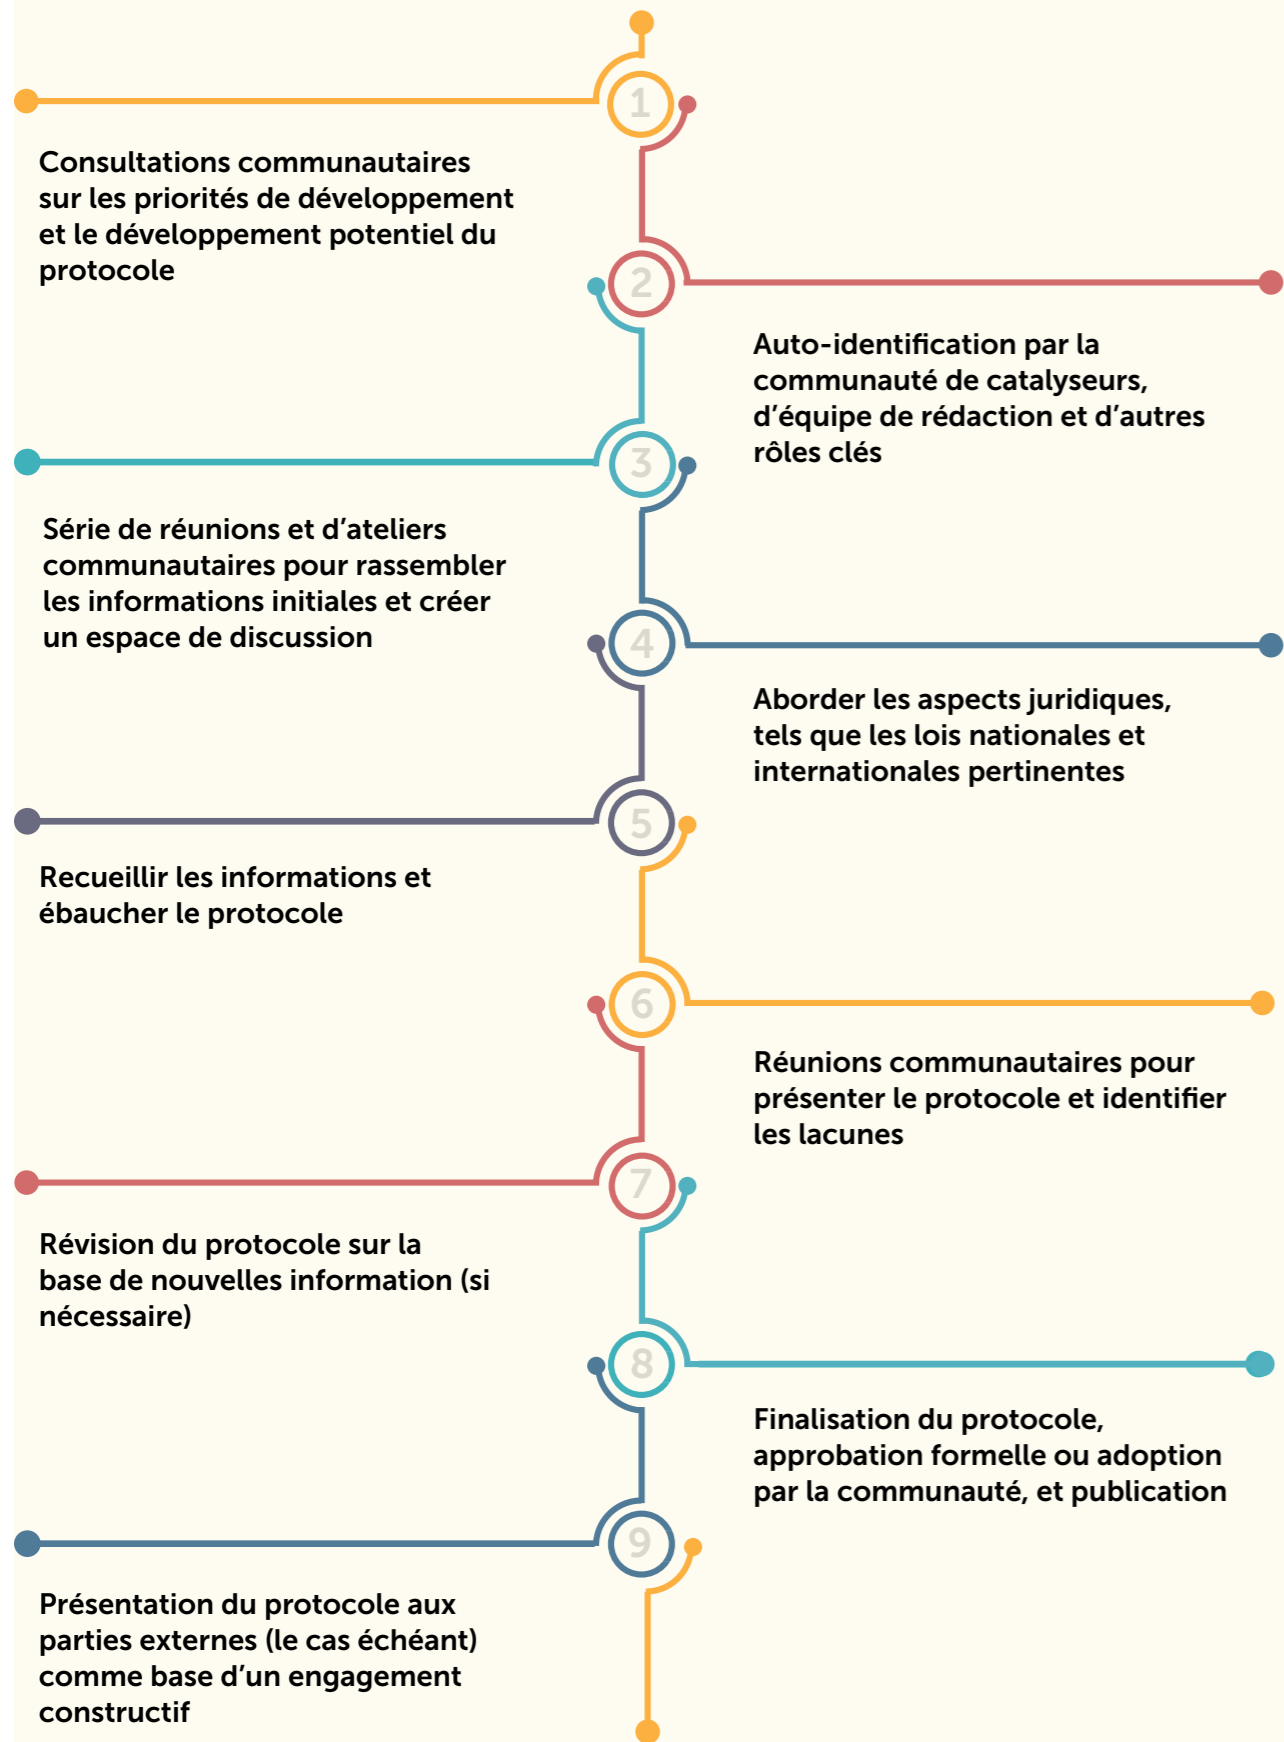 1
Consultations communautaires
sur les priorités de développement
et le développement potentiel du
protocole
2
Auto-identification par la
communauté de catalyseurs,
d’équipe de rédaction et d’autres
rôles clés
3
Série de réunions et d’ateliers
communautaires pour rassembler
les informations initiales et créer
un espace de discussion
4
Aborder les aspects juridiques,
tels que les lois nationales et
internationales pertinentes
5
Recueillir les informations et
ébaucher le protocole
6
Réunions communautaires pour
présenter le protocole et identifier
les lacunes
7
Révision du protocole sur la
base de nouvelles information (si
nécessaire)
8
Finalisation du protocole,
approbation formelle ou adoption
par la communauté, et publication
9
Présentation du protocole aux
parties externes (le cas échéant)
comme base d’un engagement
constructif